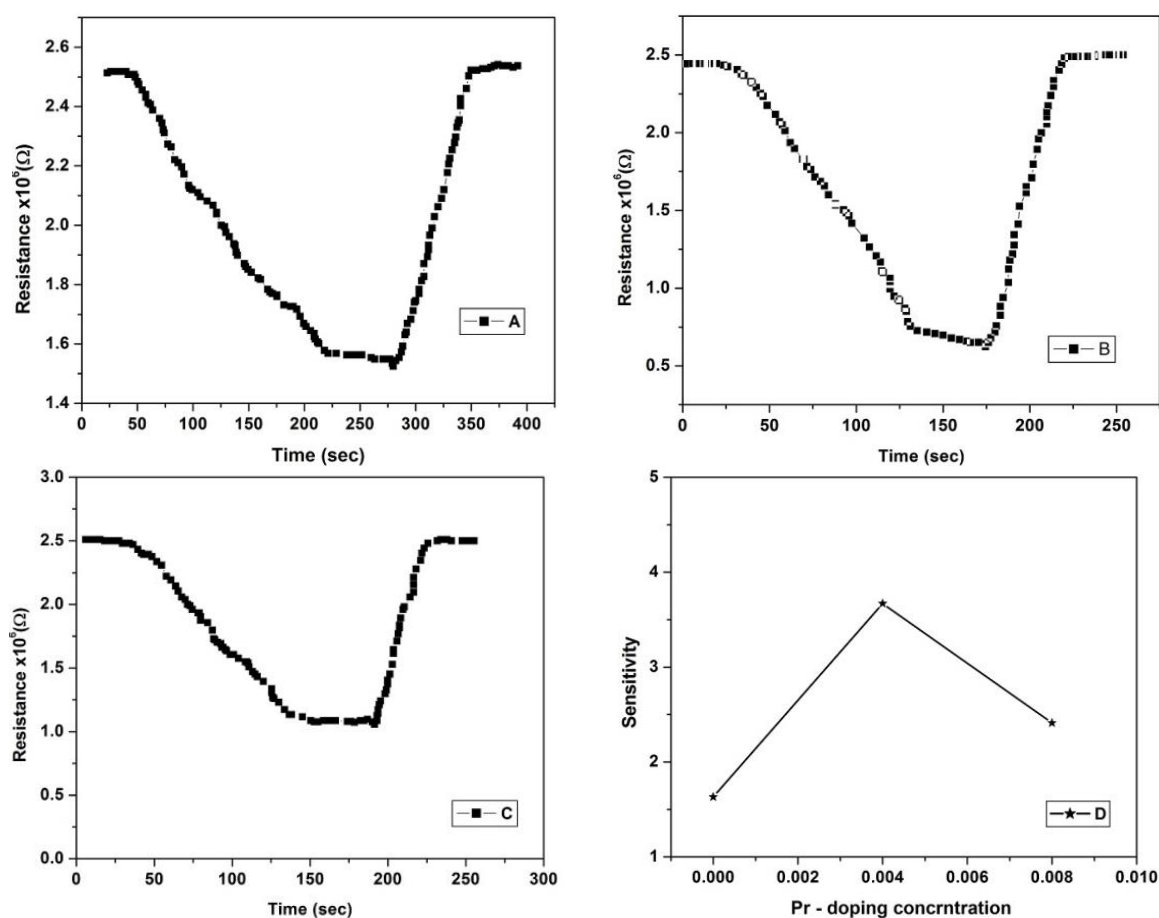 2.6
2.4
2.2
2.0
1.8
1.6
1.4
Resistance x10⁶(Ω)
0 50 100 150 200 250 300 350 400
Time (sec)
A
2.5
2.0
1.5
1.0
0.5
Resistance x10⁶(Ω)
0 50 100 150 200 250
Time (sec)
B
3.0
2.5
2.0
1.5
1.0
0.5
0.0
Resistance x10⁶(Ω)
0 50 100 150 200 250 300
Time (sec)
C
5
4
3
2
1
Sensitivity
0.000 0.002 0.004 0.006 0.008 0.010
Pr - doping concrntration
D